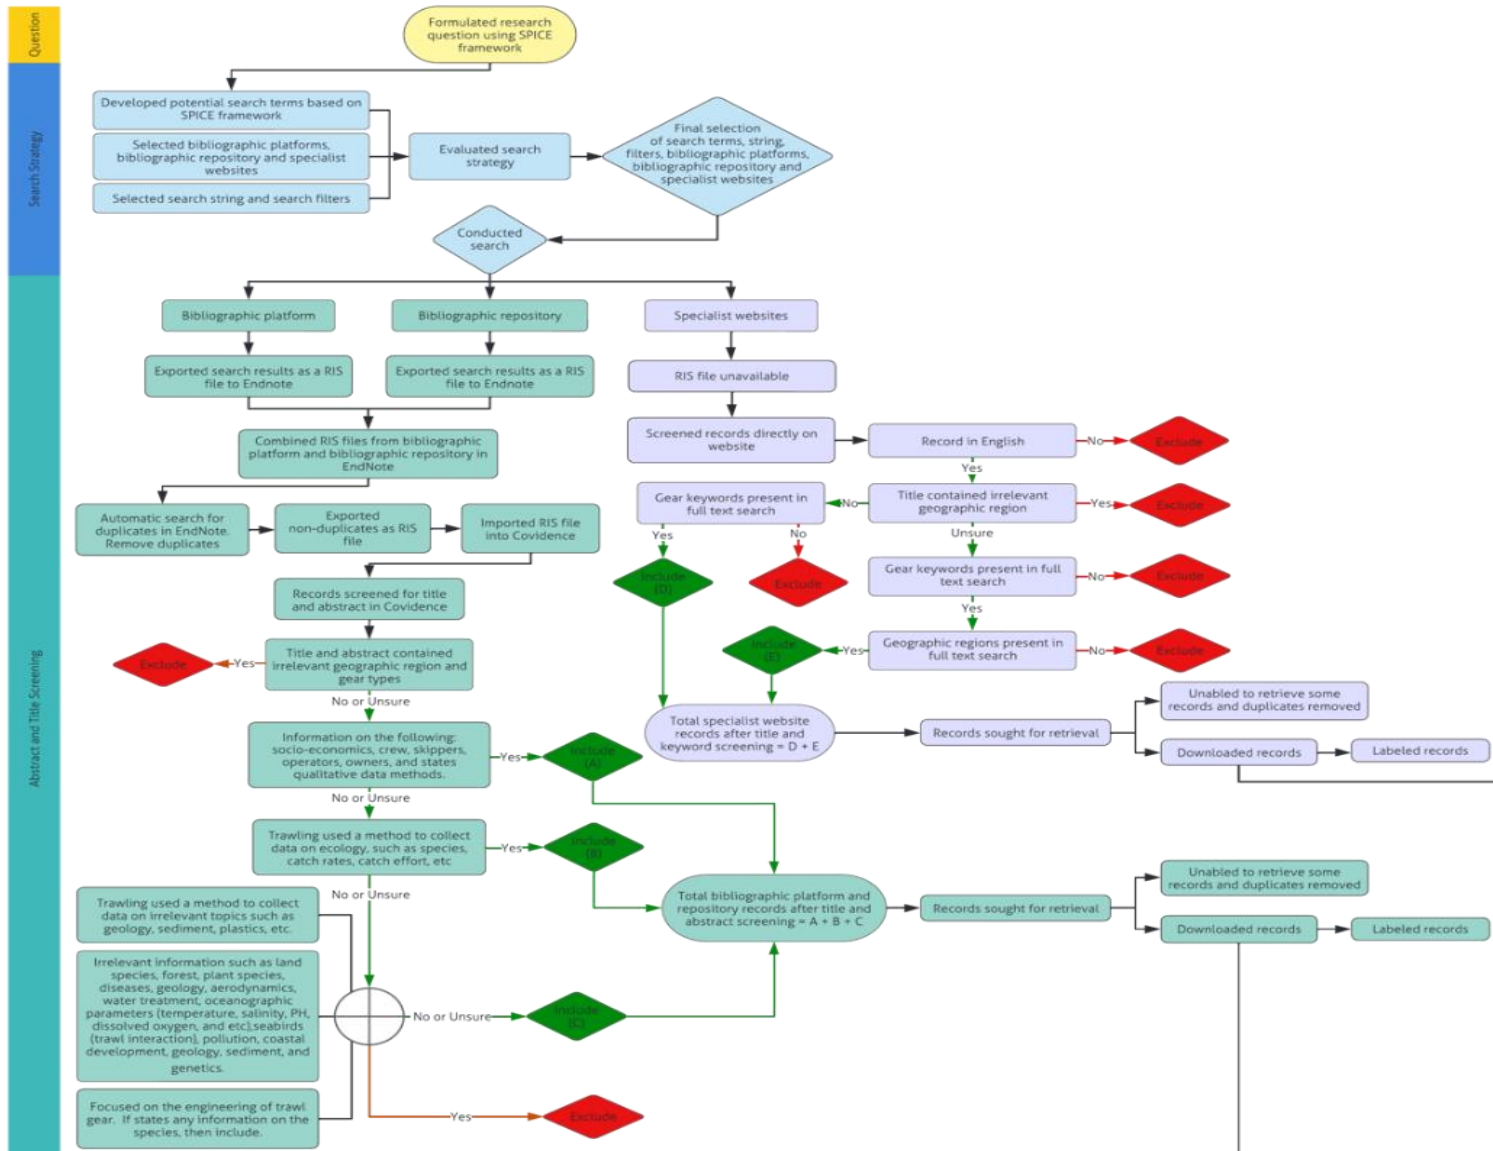 Question
Formulated research
question using SPICE
framework
Search Strategy
Developed potential search terms based on
SPICE framework
Selected bibliographic platforms,
bibliographic repository and specialist
websites
Selected search string and search filters
Evaluated search
strategy
Final selection
of search terms, string,
filters, bibliographic platforms,
bibliographic repository and
specialist websites
Conducted
search
Abstract and Title Screening
Bibliographic platform
Bibliographic repository
Specialist websites
Exported search results as a RIS
file to Endnote
Exported search results as a RIS
file to Endnote
RIS file unavailable
Combined RIS files from bibliographic
platform and bibliographic repository in
EndNote
Screened records directly on
website
Record in English
No
Exclude
Yes
Automatic search for
duplicates in EndNote.
Remove duplicates
Exported
non-duplicates as RIS
file
Imported RIS file
into Covidence
Gear keywords present in
full text search
No
Title contained irrelevant
geographic region
Yes
Exclude
Yes
No
Unsure
Include
(D)
Exclude
Gear keywords present in full
text search
No
Exclude
Yes
Records screened for title
and abstract in Covidence
Exclude
Yes
Title and abstract contained
irrelevant geographic region and
gear types
Include
(E)
Yes
Geographic regions present in
full text search
No
Exclude
No or Unsure
Information on the following:
socio-economics, crew, skippers,
operators, owners, and states
qualitative data methods.
Yes
Include
(A)
Total specialist website
records after title and
keyword screening = D + E
Records sought for retrieval
Unabled to retrieve some
records and duplicates removed
Downloaded records
Labeled records
No or Unsure
Trawling used a method to collect
data on ecology, such as species,
catch rates, catch effort, etc
Yes
Include
(B)
No or Unsure
Trawling used a method to collect
data on irrelevant topics such as
geology, sediment, plastics, etc.
Total bibliographic platform and
repository records after title and
abstract screening = A + B + C
Records sought for retrieval
Unabled to retrieve some
records and duplicates removed
Downloaded records
Labeled records
Irrelevant information such as land
species, forest, plant species,
diseases, geology, aerodynamics,
water treatment, oceanographic
parameters (temperature, salinity, PH,
dissolved oxygen, and etc),seabirds
(trawl interaction), pollution, coastal
development, geology, sediment, and
genetics.
No or Unsure
Include
(C)
Focused on the engineering of trawl
gear. If states any information on the
species, then include.
Yes
Exclude